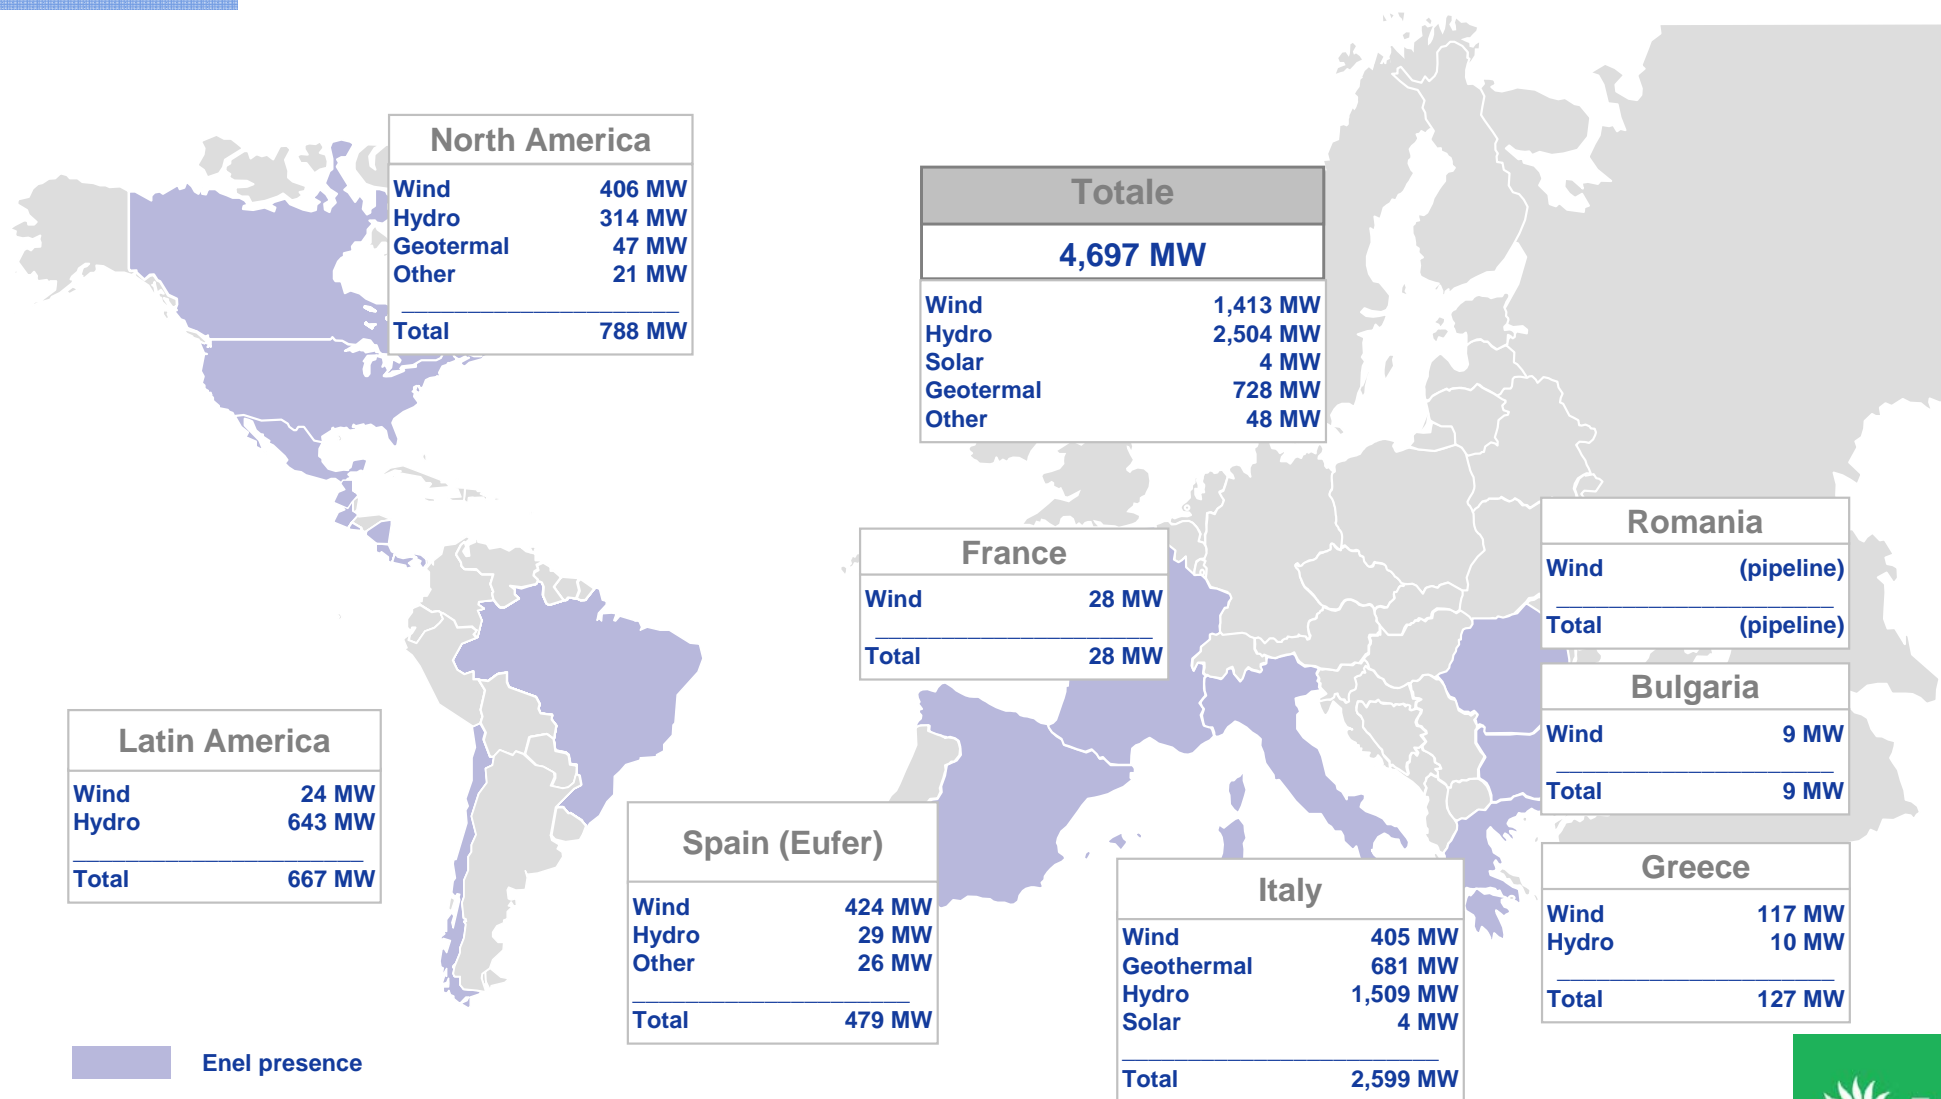 North America
Wind 406 MW
Hydro 314 MW
Geotermal 47 MW
Other 21 MW
Total 788 MW
Totale
4,697 MW
Wind 1,413 MW
Hydro 2,504 MW
Solar 4 MW
Geotermal 728 MW
Other 48 MW
France
Wind 28 MW
Total 28 MW
Romania
Wind (pipeline)
Total (pipeline)
Bulgaria
Wind 9 MW
Total 9 MW
Latin America
Wind 24 MW
Hydro 643 MW
Total 667 MW
Spain (Eufer)
Wind 424 MW
Hydro 29 MW
Other 26 MW
Total 479 MW
Italy
Wind 405 MW
Geothermal 681 MW
Hydro 1,509 MW
Solar 4 MW
Total 2,599 MW
Greece
Wind 117 MW
Hydro 10 MW
Total 127 MW
Enel presence